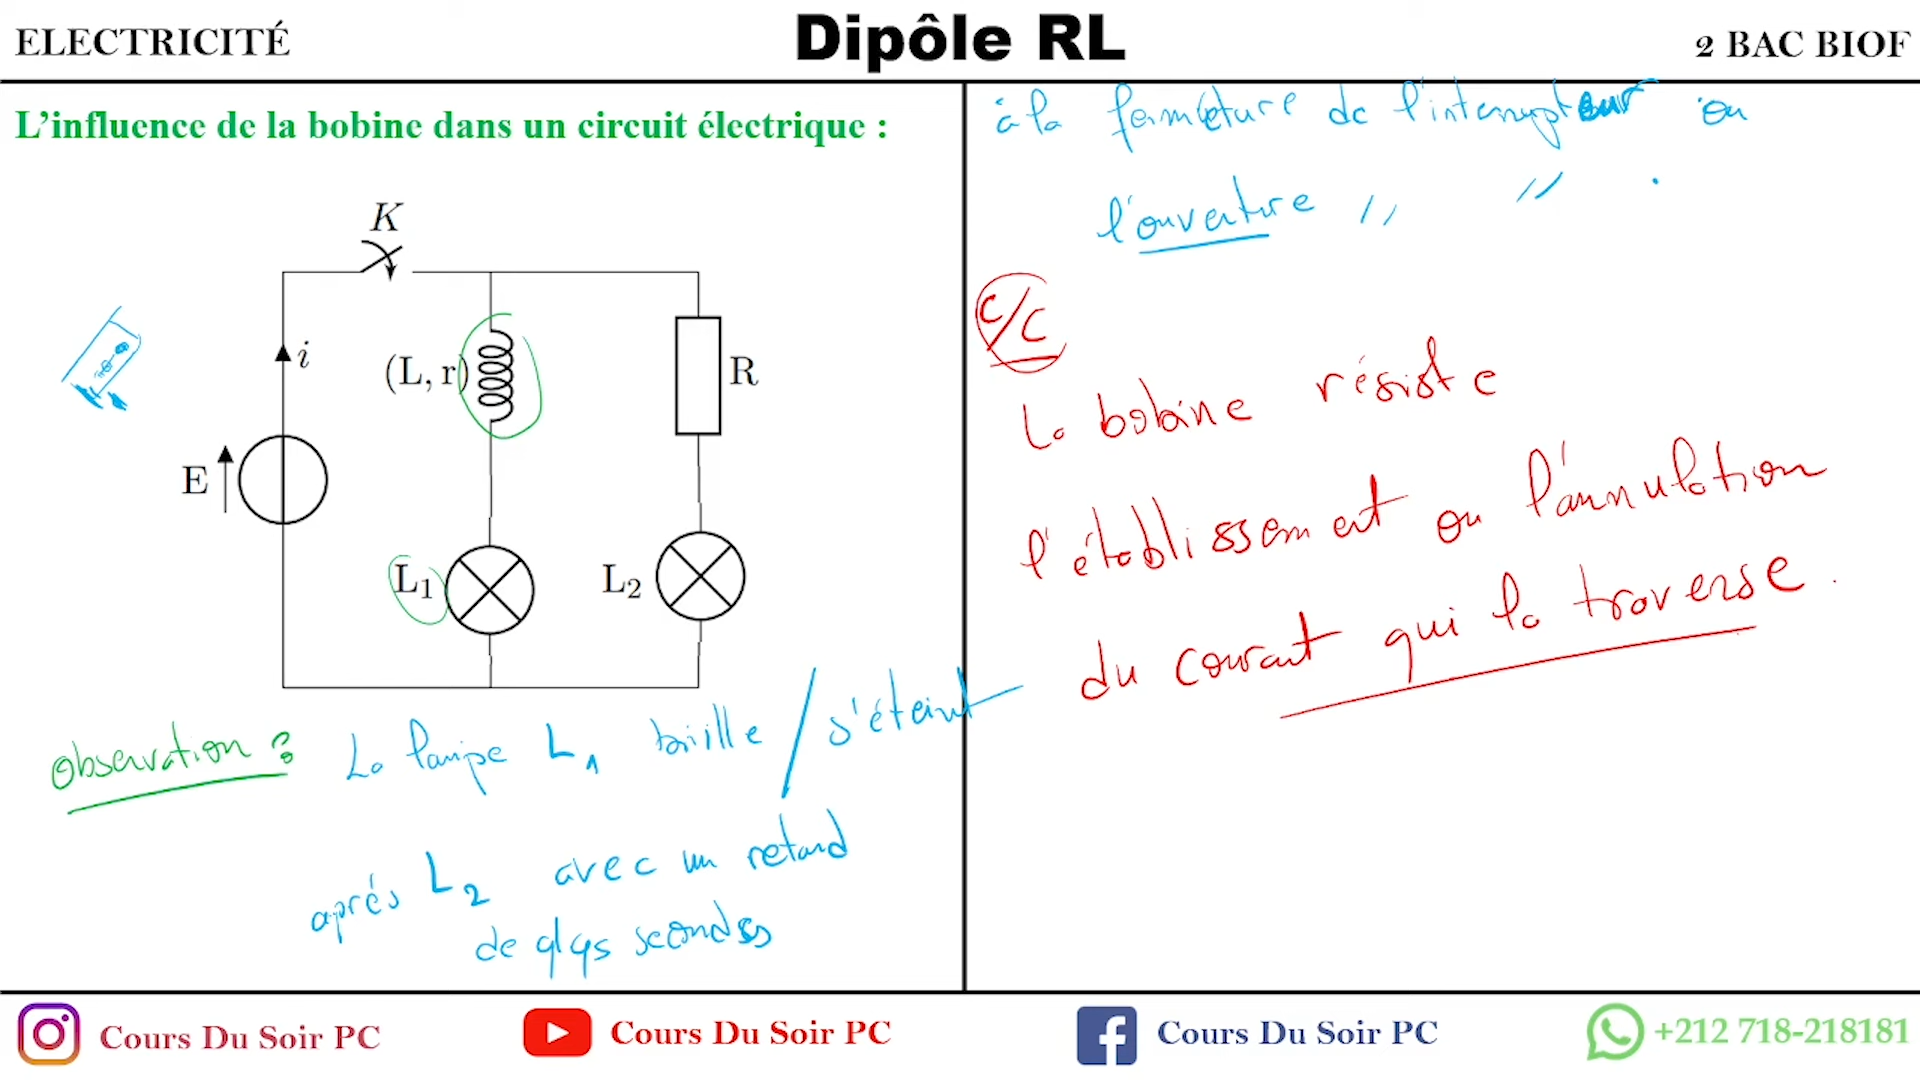 ELECTRICITÉ
Dipôle RL
2 BAC BIOF
L'influence de la bobine dans un circuit électrique :
K
i
(L, r)
R
E
L1
L2
observation :
La lampe L1 brille / s'éteint
après L2 avec un retard
de qlqs secondes
à la fermeture de l'interrupteur ou
l'ouverture // // .
C/C
La bobine résiste
l'établissement ou l'annulation
du courant qui la traverse.
Cours Du Soir PC
Cours Du Soir PC
Cours Du Soir PC
+212 718-218181